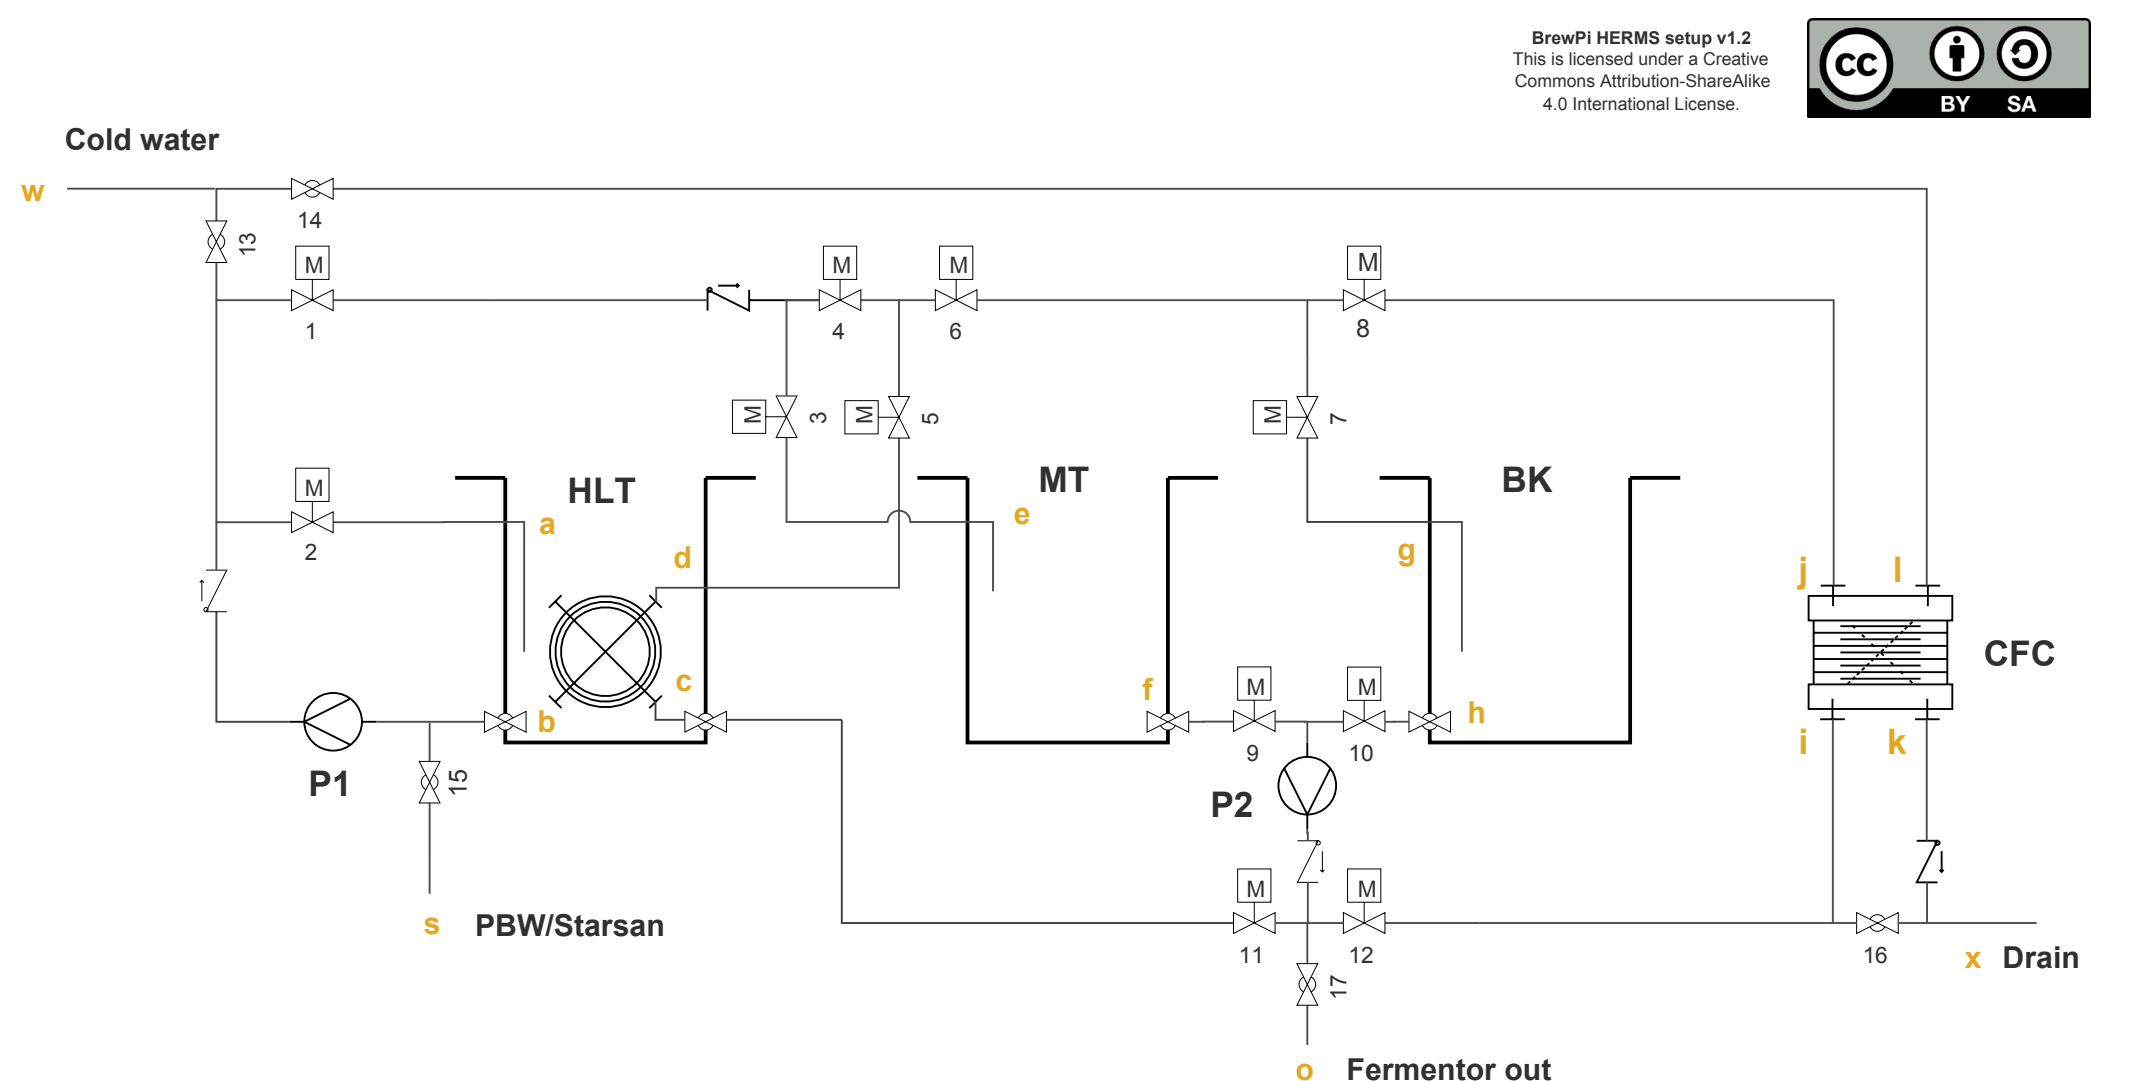 BrewPi HERMS setup v1.2
This is licensed under a Creative
Commons Attribution-ShareAlike
4.0 International License.
cc
BY SA
Cold water
w
14
13
M
M
M
M
1
4
6
8
M
M
M
3
5
7
HLT
MT
BK
M
a
e
2
d
g
j
l
CFC
c
f
M
M
b
h
i
k
9
10
P1
15
P2
M
M
s
PBW/Starsan
11
12
16
x
Drain
17
o
Fermentor out